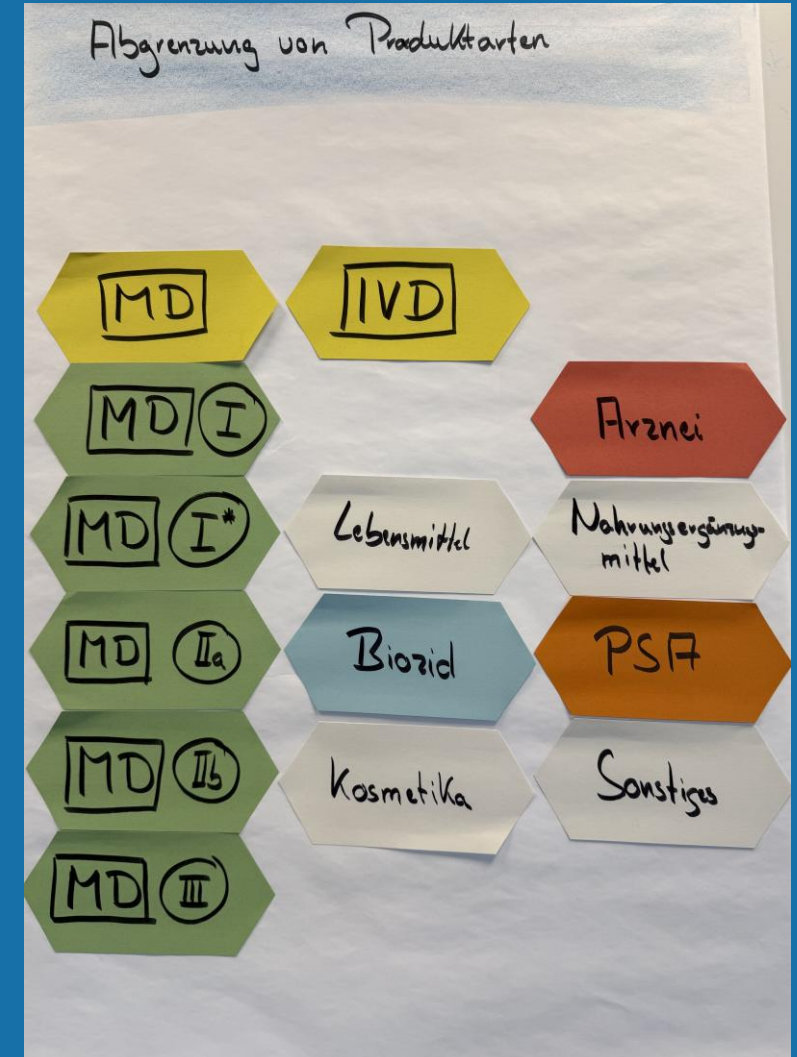 Abgrenzung von Produktarten
MD
IVD
MD I
Arznei
MD I*
Lebensmittel
Nahrungsergänzungs-
mittel
MD IIa
Biozid
PSA
MD IIb
Kosmetika
Sonstiges
MD III